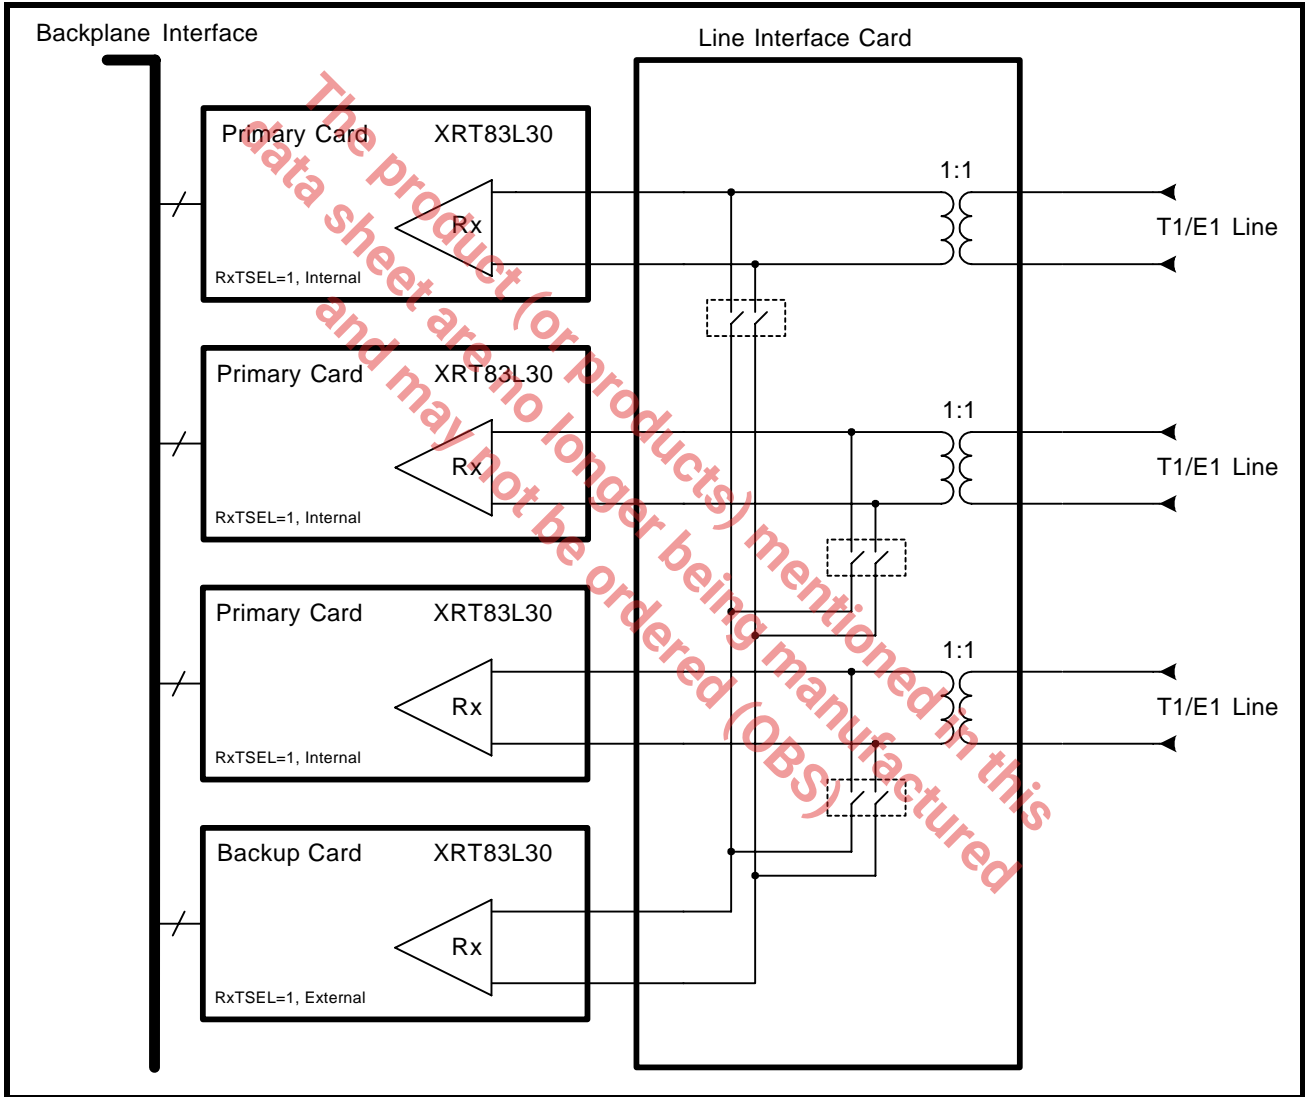 Backplane Interface
Line Interface Card
Primary Card XRT83L30
Rx
RxTSEL=1, Internal
1:1
T1/E1 Line
Primary Card XRT83L30
Rx
RxTSEL=1, Internal
1:1
T1/E1 Line
Primary Card XRT83L30
Rx
RxTSEL=1, Internal
1:1
T1/E1 Line
Backup Card XRT83L30
Rx
RxTSEL=1, External
The product (or products) mentioned in this
data sheet are no longer being manufactured
and may not be ordered (OBS)